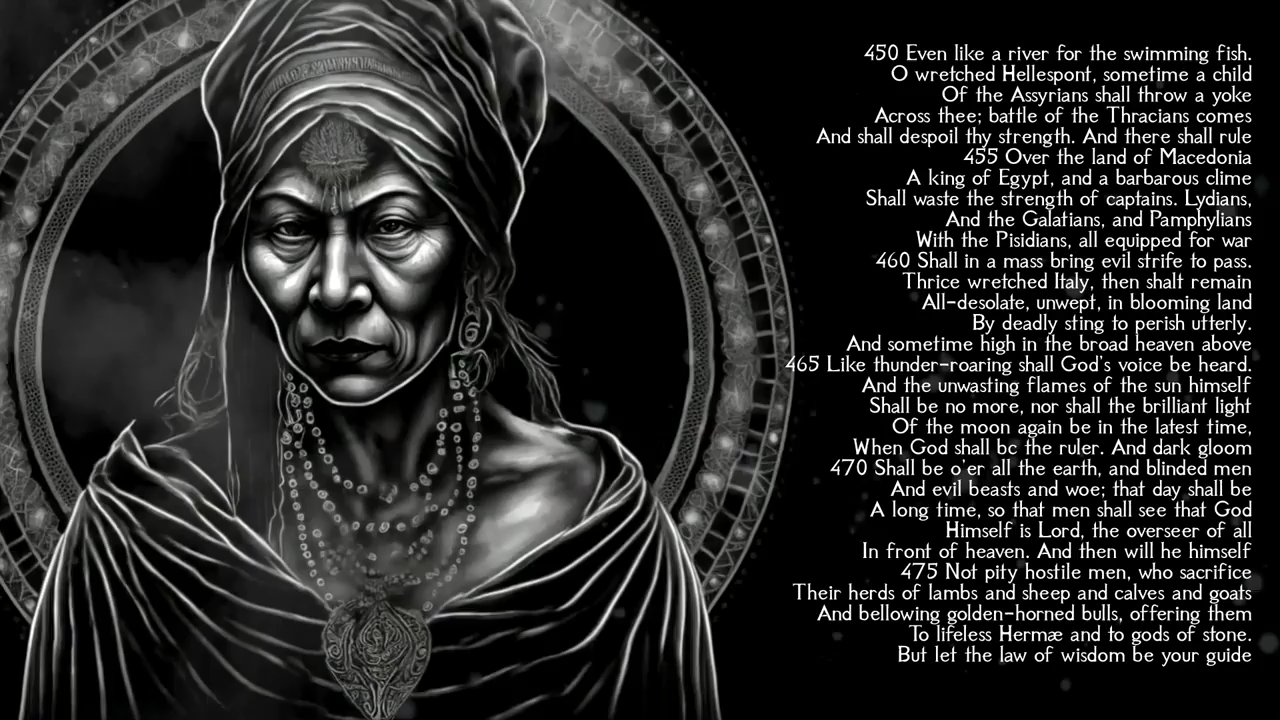 450 Even like a river for the swimming fish.
O wretched Hellespont, sometime a child
Of the Assyrians shall throw a yoke
Across thee; battle of the Thracians comes
And shall despoil thy strength. And there shall rule
455 Over the land of Macedonia
A king of Egypt, and a barbarous clime
Shall waste the strength of captains. Lydians,
And the Galatians, and Pamphylians
With the Pisidians, all equipped for war
460 Shall in a mass bring evil strife to pass.
Thrice wretched Italy, then shalt remain
All-desolate, unwept, in blooming land
By deadly sting to perish utterly.
And sometime high in the broad heaven above
465 Like thunder-roaring shall God's voice be heard.
And the unwasting flames of the sun himself
Shall be no more, nor shall the brilliant light
Of the moon again be in the latest time,
When God shall bc the ruler. And dark gloom
470 Shall be o'er all the earth, and blinded men
And evil beasts and woe; that day shall be
A long time, so that men shall see that God
Himself is Lord, the overseer of all
In front of heaven. And then will he himself
475 Not pity hostile men, who sacrifice
Their herds of lambs and sheep and calves and goats
And bellowing golden-horned bulls, offering them
To lifeless Hermæ and to gods of stone.
But let the law of wisdom be your guide